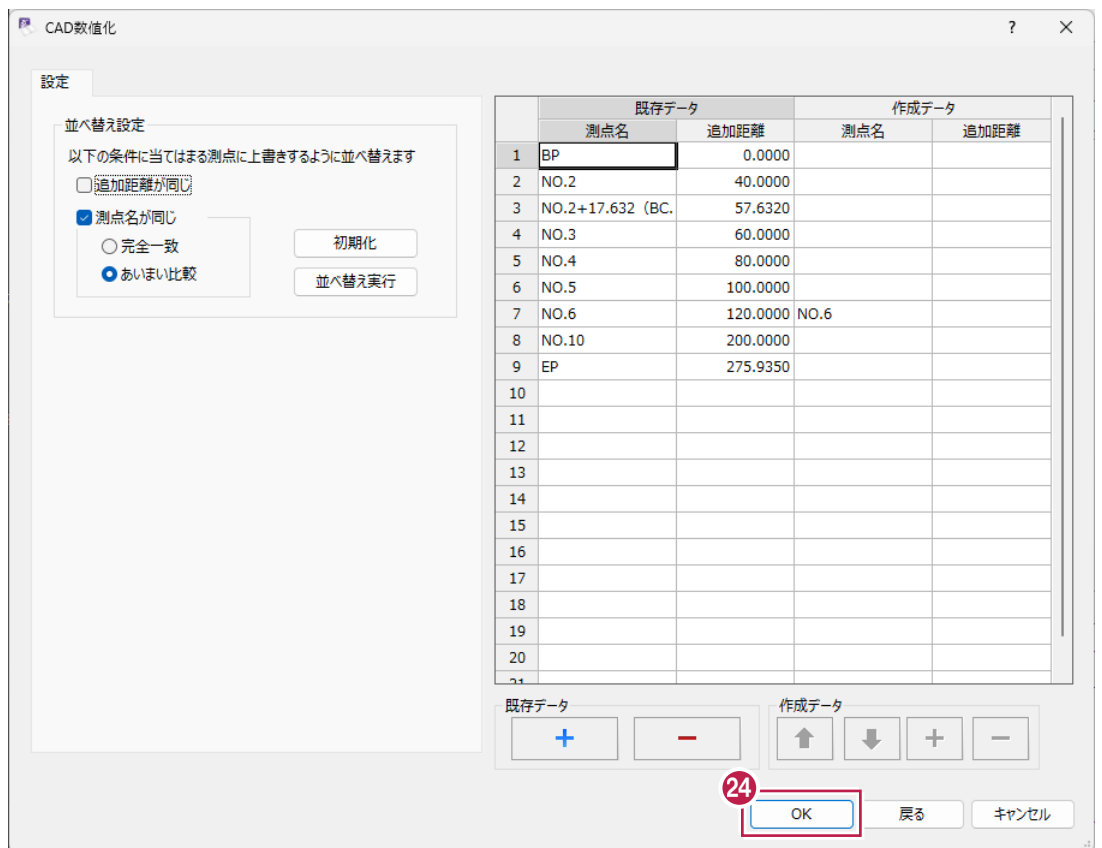 CAD数値化
?
設定
並べ替え設定
以下の条件に当てはまる測点に上書きするように並べ替えます
追加距離が同じ
測点名が同じ
完全一致
あいまい比較
初期化
並べ替え実行
既存データ 作成データ
測点名 追加距離 測点名 追加距離
1 BP 0.0000
2 NO.2 40.0000
3 NO.2+17.632（BC. 57.6320
4 NO.3 60.0000
5 NO.4 80.0000
6 NO.5 100.0000
7 NO.6 120.0000 NO.6
8 NO.10 200.0000
9 EP 275.9350
10
11
12
13
14
15
16
17
18
19
20
21
既存データ 作成データ
24
OK 戻る キャンセル